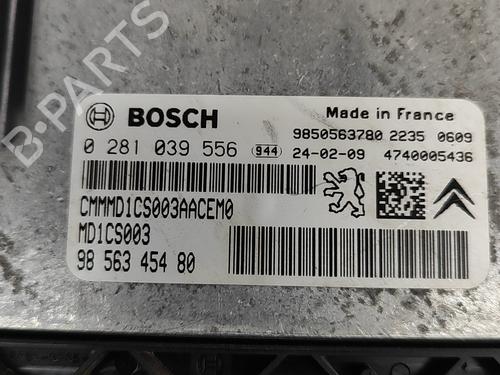 B-PARTS
BOSCH
Made in France
9850563780 2235 0609
0 281 039 556 944 24-02-09 4740005436
CMMMD1CS003AACEM0
MD1CS003
98 563 454 80